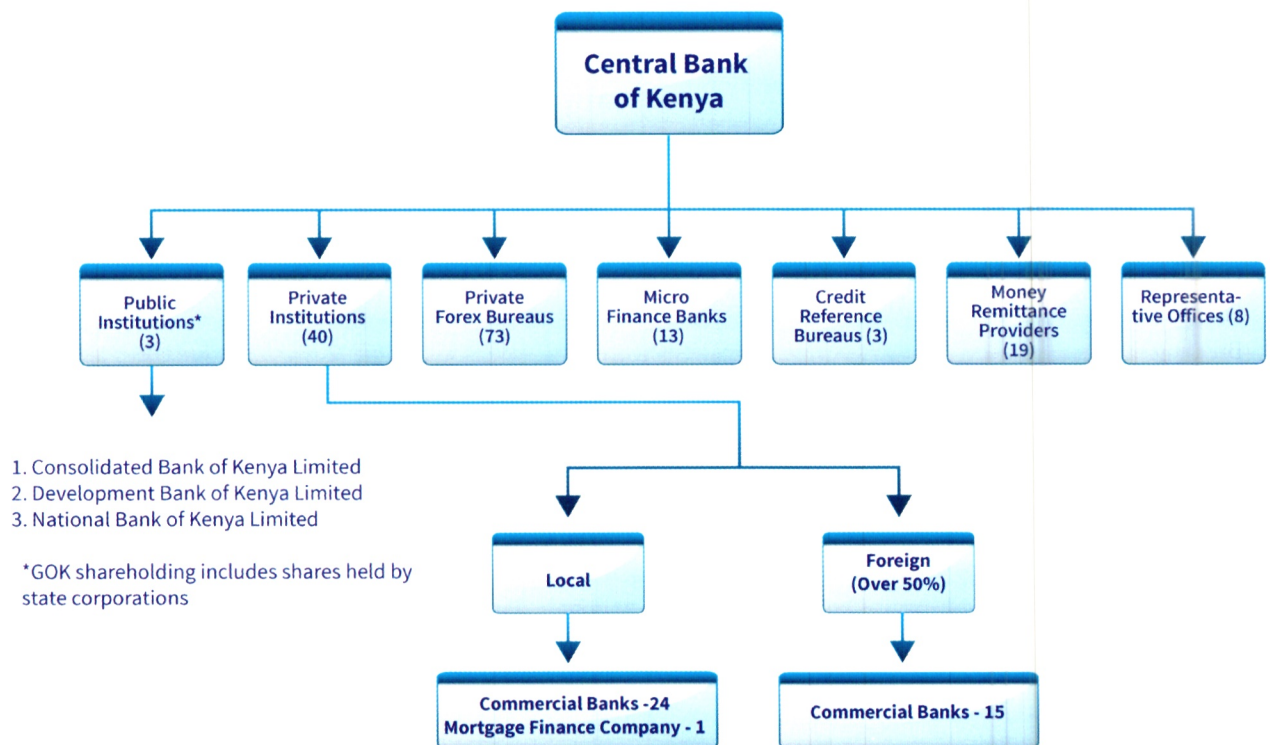 Central Bank
of Kenya
Public
Institutions*
(3)
Private
Institutions
(40)
Private
Forex Bureaus
(73)
Micro
Finance Banks
(13)
Credit
Reference
Bureaus (3)
Money
Remittance
Providers
(19)
Representa-
tive Offices (8)
1. Consolidated Bank of Kenya Limited
2. Development Bank of Kenya Limited
3. National Bank of Kenya Limited
*GOK shareholding includes shares held by
state corporations
Local
Foreign
(Over 50%)
Commercial Banks -24
Mortgage Finance Company - 1
Commercial Banks - 15